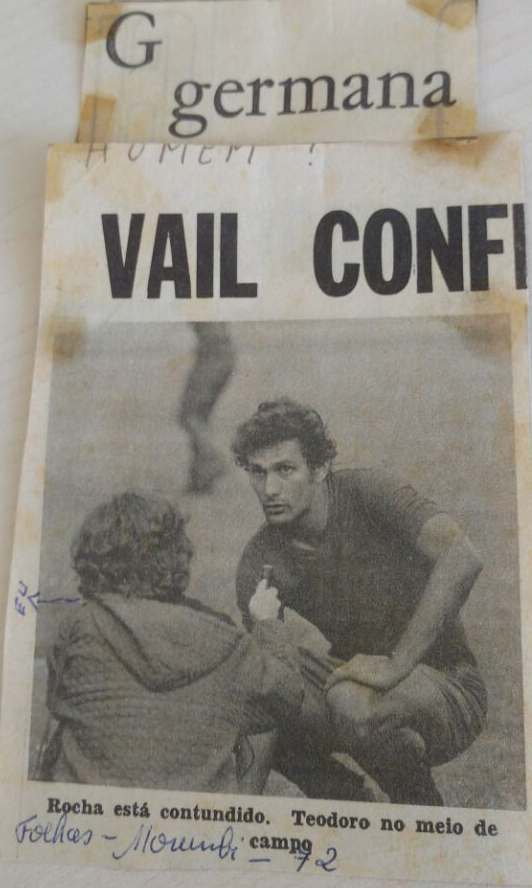 G
germana
HOMEM !
VAIL CONFI
EU
Rocha está contundido. Teodoro no meio de
campo
Folhas - Morumbi - 72